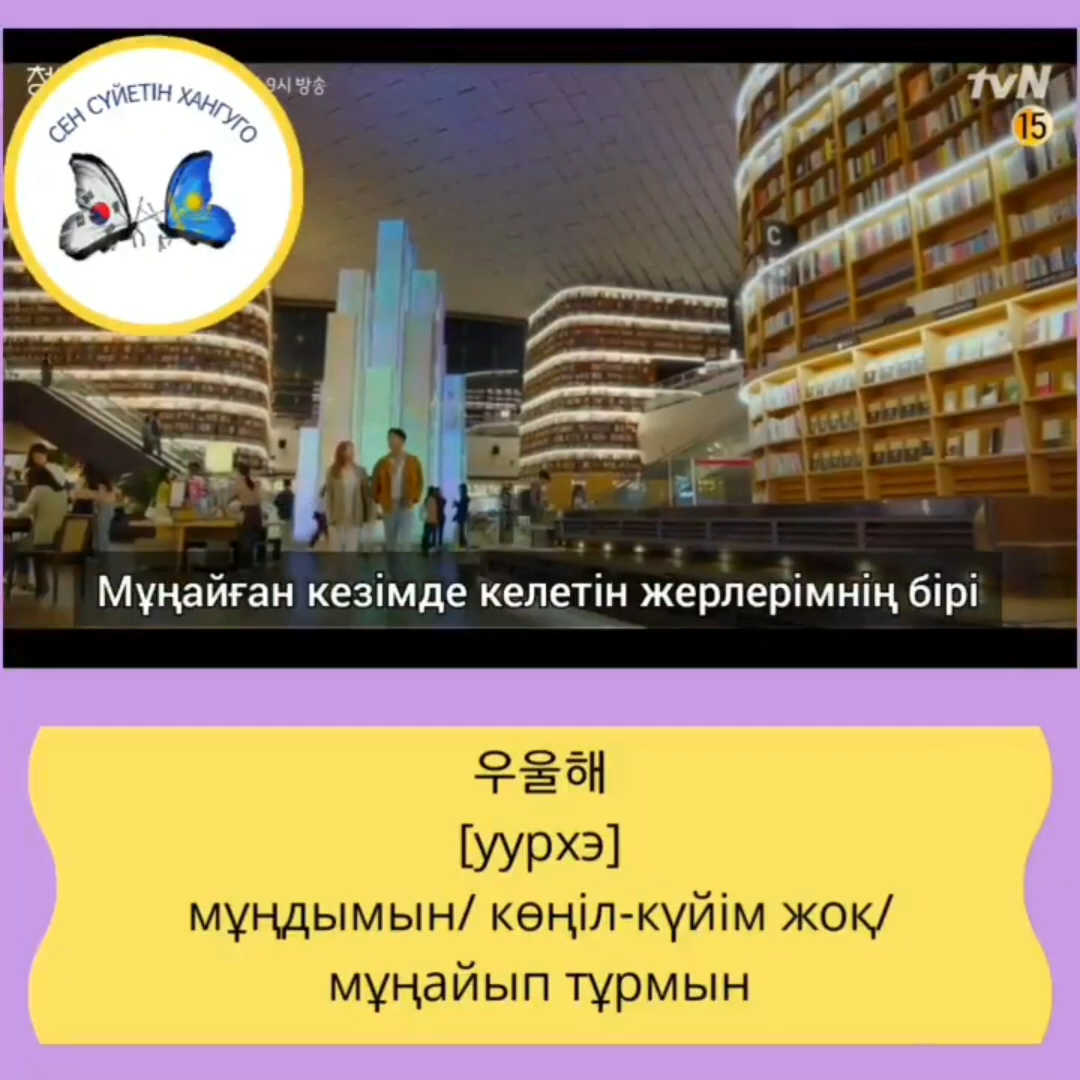 청
9시 방송
tvN
15
СЕН СҮЙЕТІН ХАНГУГО
C
Мұңайған кезімде келетін жерлерімнің бірі
우울해
[уурхэ]
мұңдымын/ көңіл-күйім жоқ/
мұңайып тұрмын